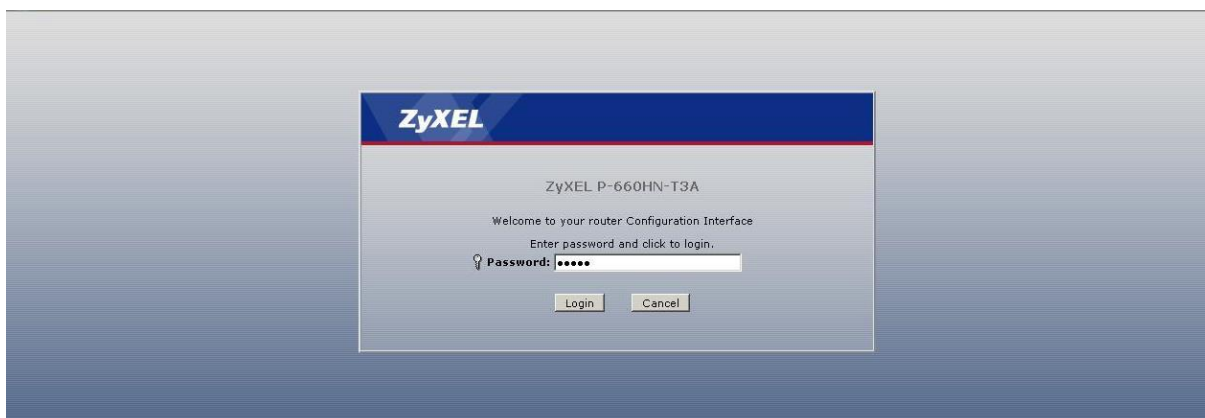 ZyXEL
ZyXEL P-660HN-T3A
Welcome to your router Configuration Interface
Enter password and click to login.
Password: •••••
Login Cancel